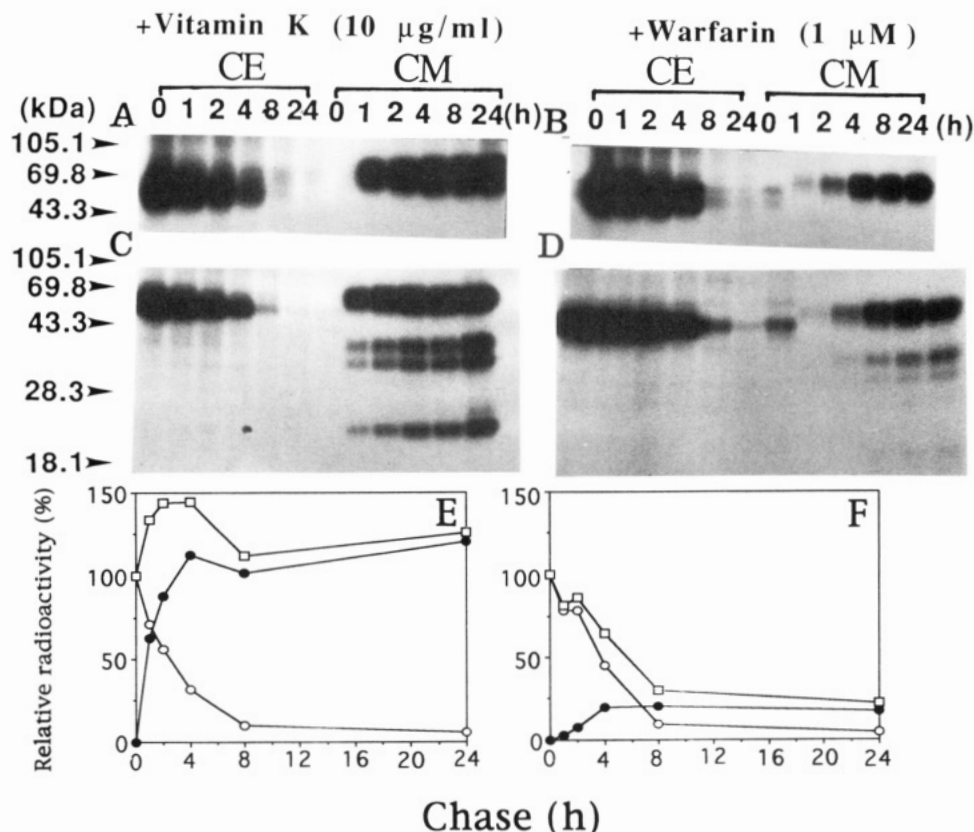 +Vitamin K (10 µg/ml)
+Warfarin (1 µM)
CE CM
CE CM
(kDa) 0 1 2 4 8 24 0 1 2 4 8 24 (h)
0 1 2 4 8 24 0 1 2 4 8 24 (h)
A
B
105.1
69.8
43.3
C
D
105.1
69.8
43.3
28.3
18.1
E
F
Relative radioactivity (%)
150
100
50
0
150
100
50
0
0 4 8 12 16 20 24
0 4 8 12 16 20 24
Chase (h)